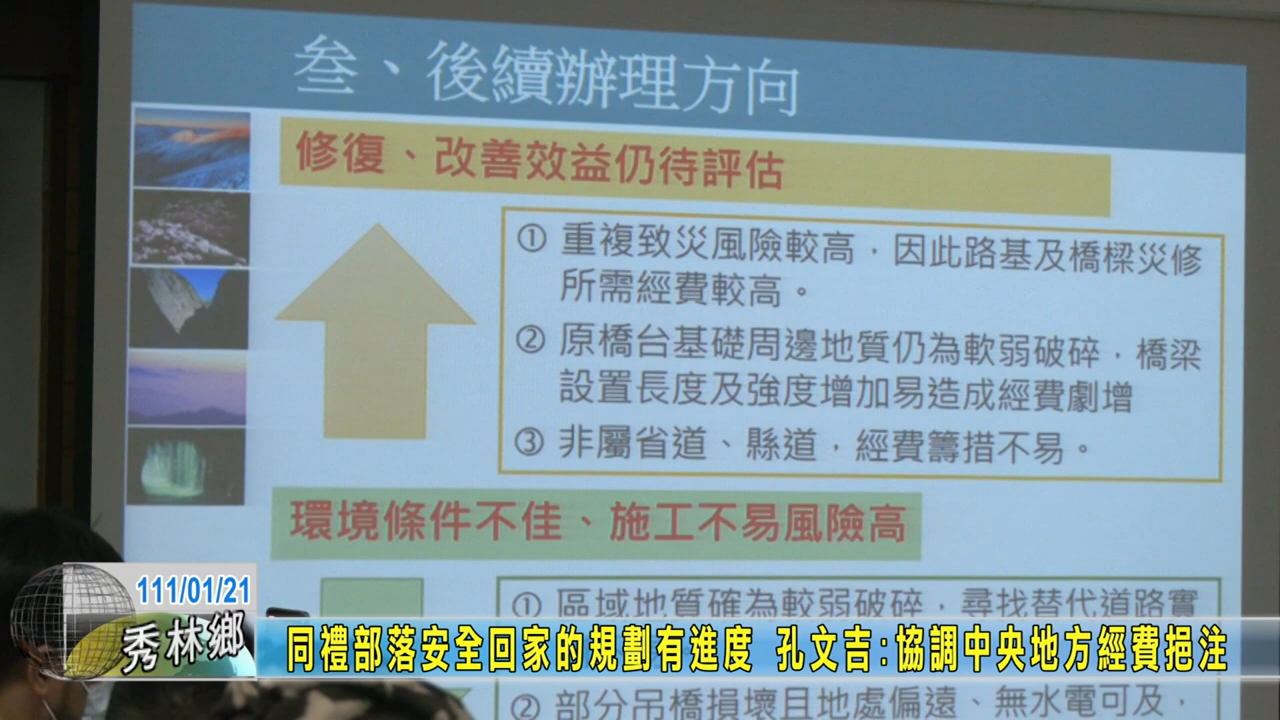 叁、後續辦理方向
修復、改善效益仍待評估
① 重複致災風險較高，因此路基及橋樑災修
所需經費較高。
② 原橋台基礎周邊地質仍為軟弱破碎，橋梁
設置長度及強度增加易造成經費劇增
③ 非屬省道、縣道，經費籌措不易。
環境條件不佳、施工不易風險高
① 區域地質確為較弱破碎，尋找替代道路實
111/01/21
秀林鄉
同禮部落安全回家的規劃有進度 孔文吉:協調中央地方經費挹注
② 部分吊橋損壞且地處偏遠、無水電可及，